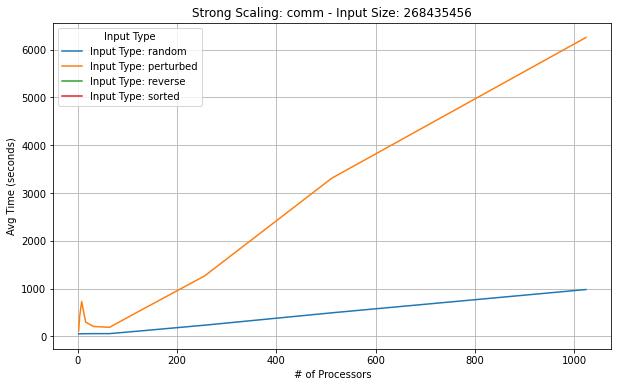 Strong Scaling: comm - Input Size: 268435456
Input Type
Input Type: random
Input Type: perturbed
Input Type: reverse
Input Type: sorted
Avg Time (seconds)
6000
5000
4000
3000
2000
1000
0
0 200 400 600 800 1000
# of Processors